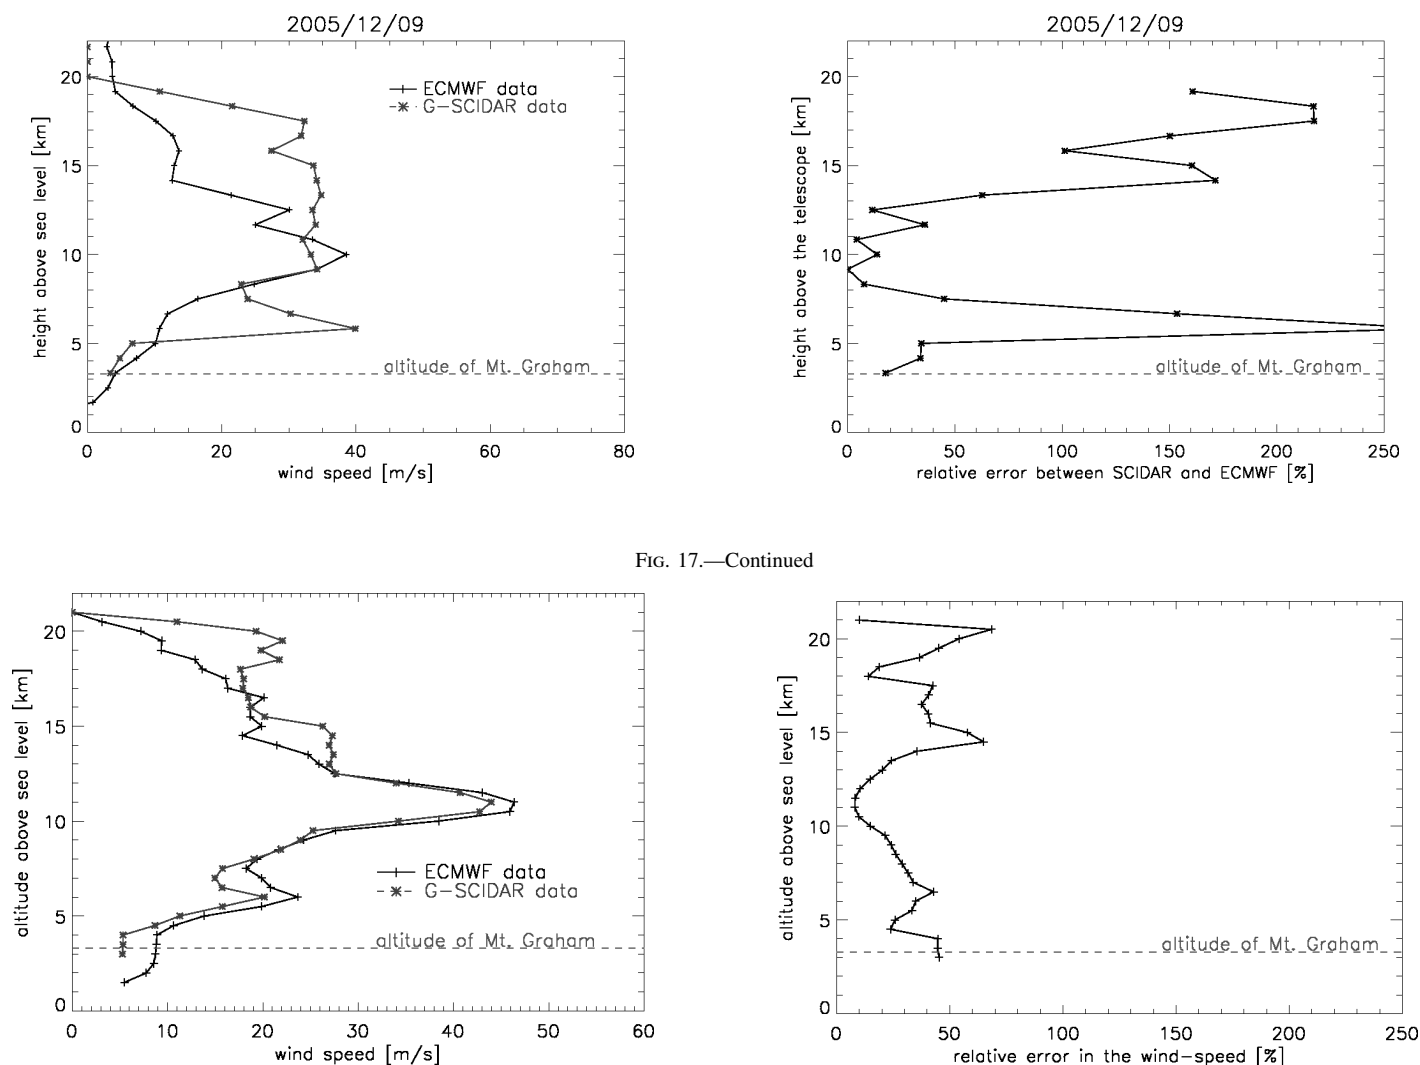 2005/12/09
20
15
10
5
0
height above sea level [km]
ECMWF data
G-SCIDAR data
altitude of Mt. Graham
0 20 40 60 80
wind speed [m/s]
2005/12/09
20
15
10
5
0
height above the telescope [km]
altitude of Mt. Graham
0 50 100 150 200 250
relative error between SCIDAR and ECMWF [%]
FIG. 17.—Continued
20
15
10
5
0
altitude above sea level [km]
ECMWF data
G-SCIDAR data
altitude of Mt. Graham
0 10 20 30 40 50 60
wind speed [m/s]
20
15
10
5
0
altitude above sea level [km]
altitude of Mt. Graham
0 50 100 150 200 250
relative error in the wind-speed [%]